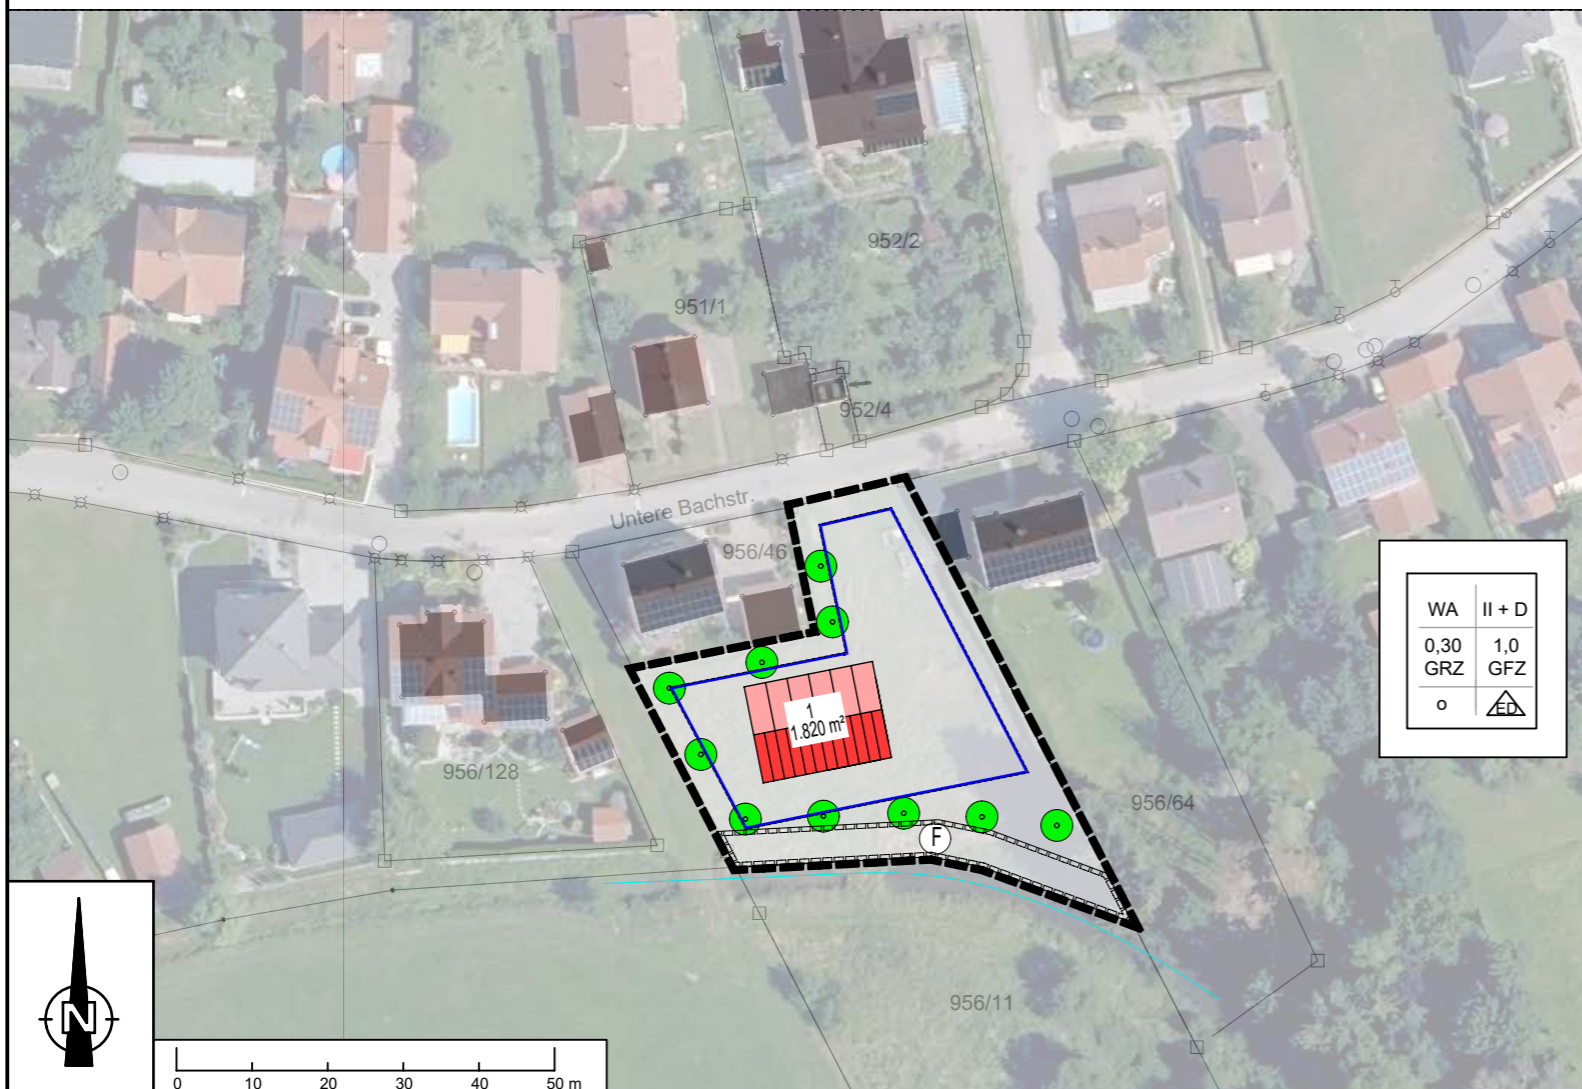 952/2
951/1
952/4
Untere Bachstr.
956/46
WA II + D
0,30 1,0
GRZ GFZ
o ED
1
1.820 m²
956/128
956/64
F
956/11
N
0 10 20 30 40 50 m